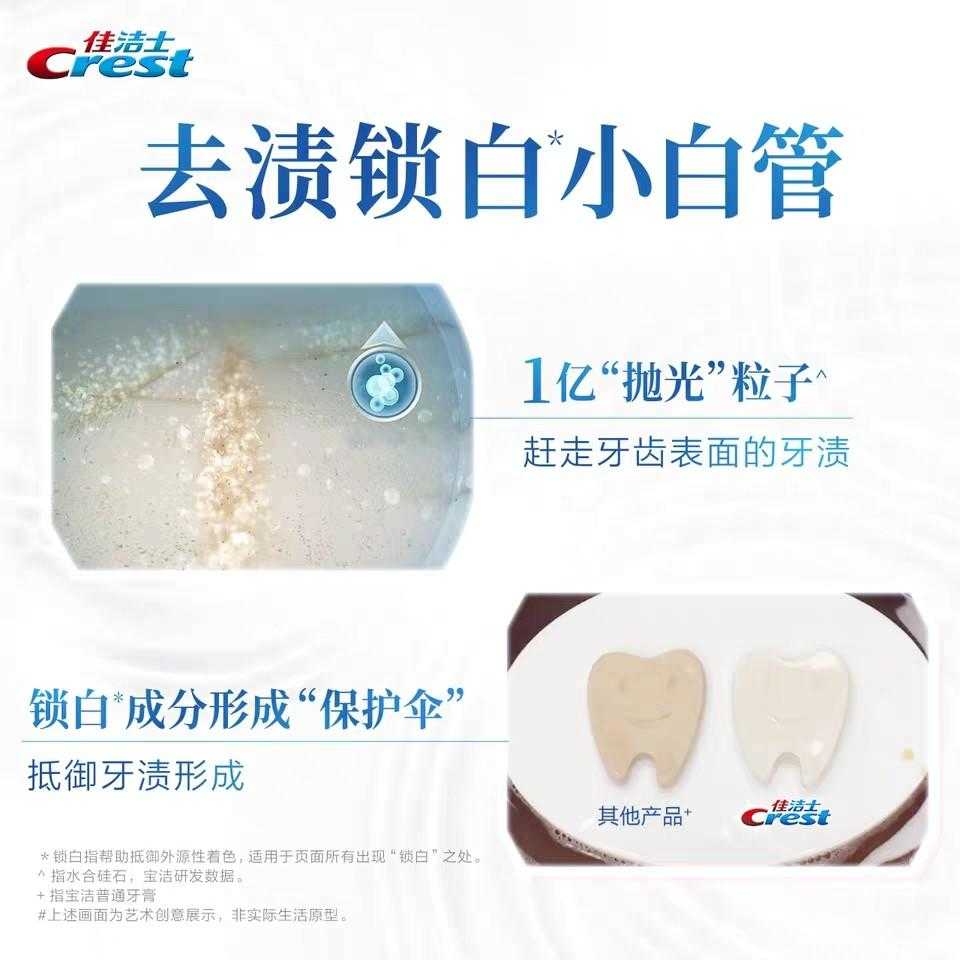 佳洁士
Crest
去渍锁白*小白管
1亿“抛光”粒子^
赶走牙齿表面的牙渍
锁白*成分形成“保护伞”
抵御牙渍形成
其他产品+
佳洁士
Crest
*锁白指帮助抵御外源性着色，适用于页面所有出现“锁白”之处。
^ 指水合硅石，宝洁研发数据。
+ 指宝洁普通牙膏
#上述画面为艺术创意展示，非实际生活原型。